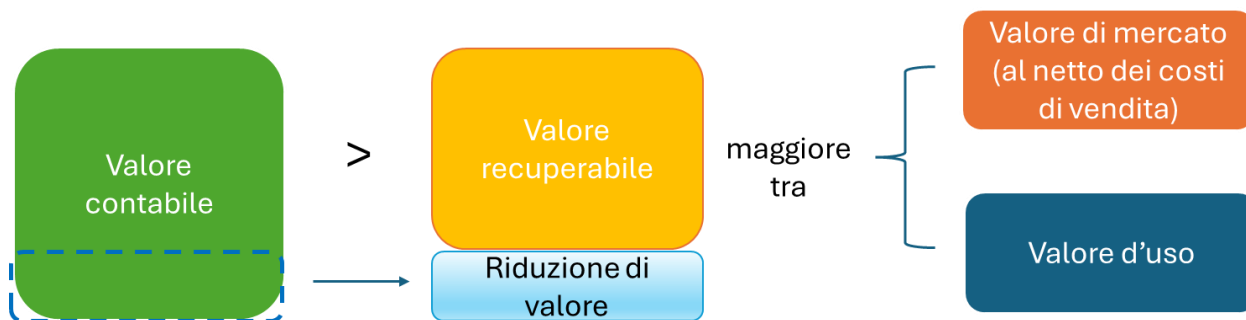 Valore
contabile
>
Valore
recuperabile
Riduzione di
valore
maggiore
tra
Valore di mercato
(al netto dei costi
di vendita)
Valore d’uso